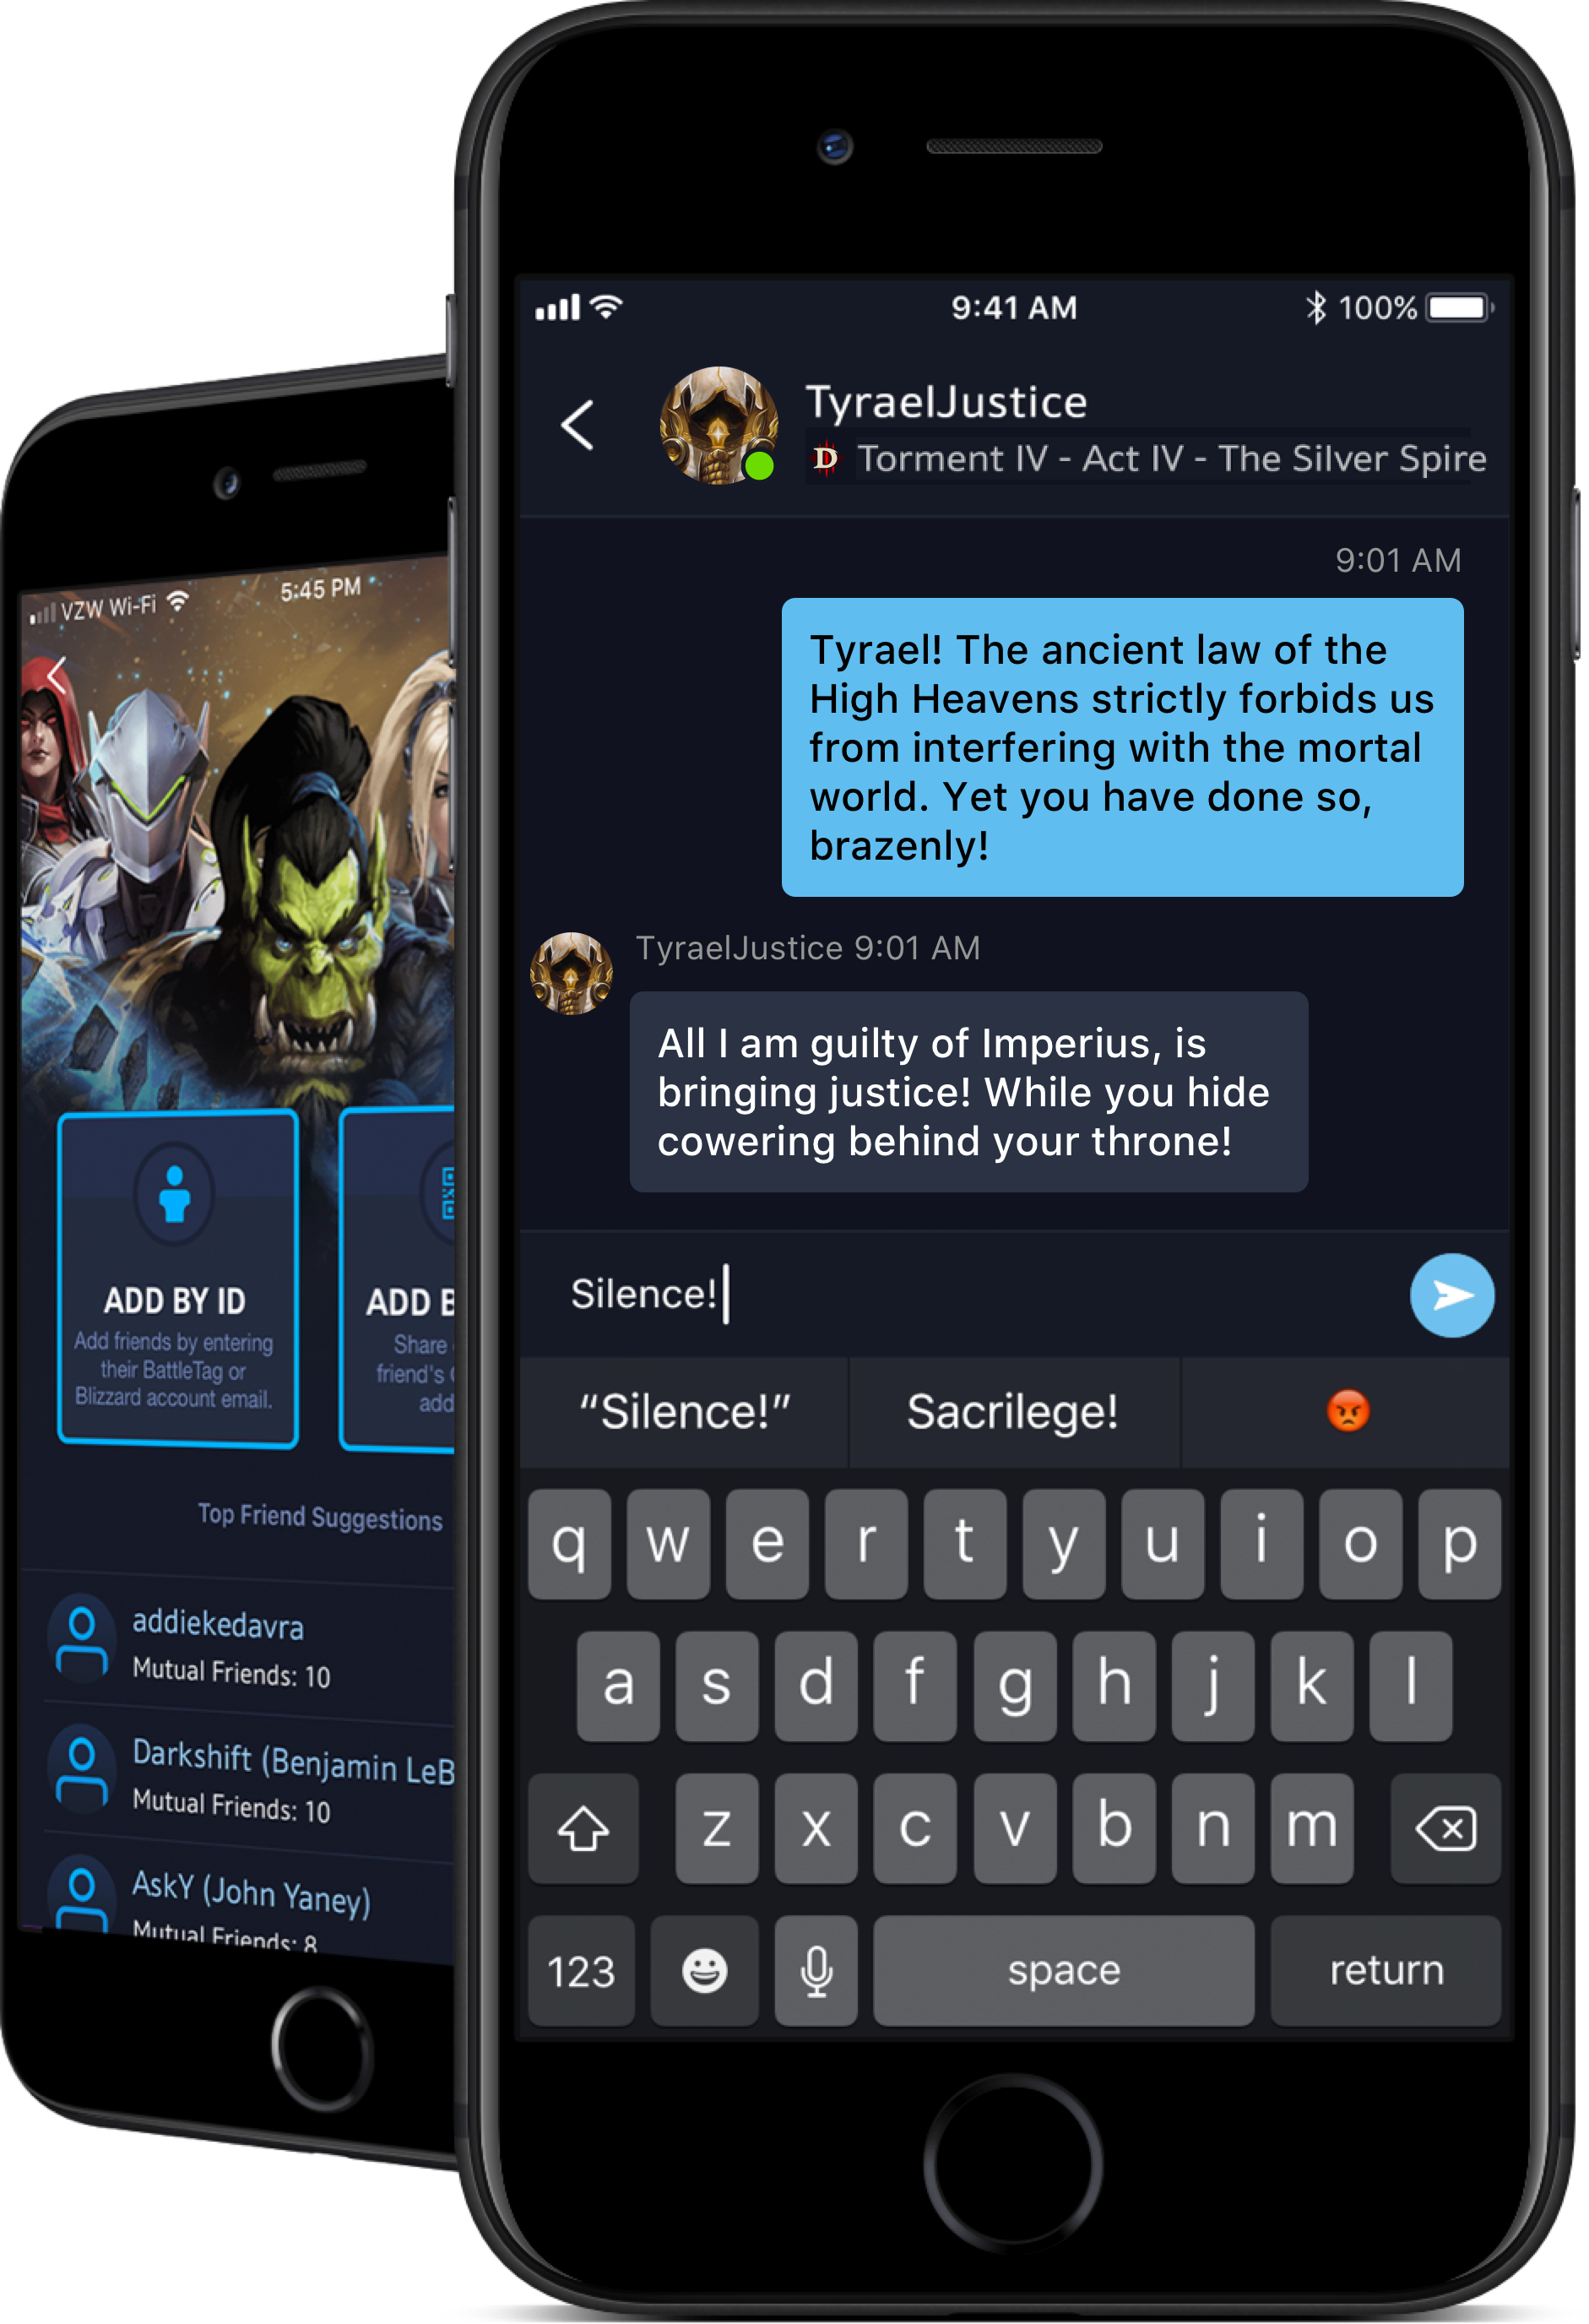 9:41 AM
100%
TyraelJustice
D Torment IV - Act IV - The Silver Spire
9:01 AM
Tyrael! The ancient law of the
High Heavens strictly forbids us
from interfering with the mortal
world. Yet you have done so,
brazenly!
TyraelJustice 9:01 AM
All I am guilty of Imperius, is
bringing justice! While you hide
cowering behind your throne!
Silence!
“Silence!” Sacrilege!
q w e r t y u i o p
a s d f g h j k l
z x c v b n m
123 space return
VZW Wi-Fi 5:45 PM
ADD BY ID
Add friends by entering
their BattleTag or
Blizzard account email.
ADD
Share
friend's
Top Friend Suggestions
addiekedavra
Mutual Friends: 10
Darkshift (Benjamin LeB
Mutual Friends: 10
AskY (John Yaney)
Mutual Friends: 8